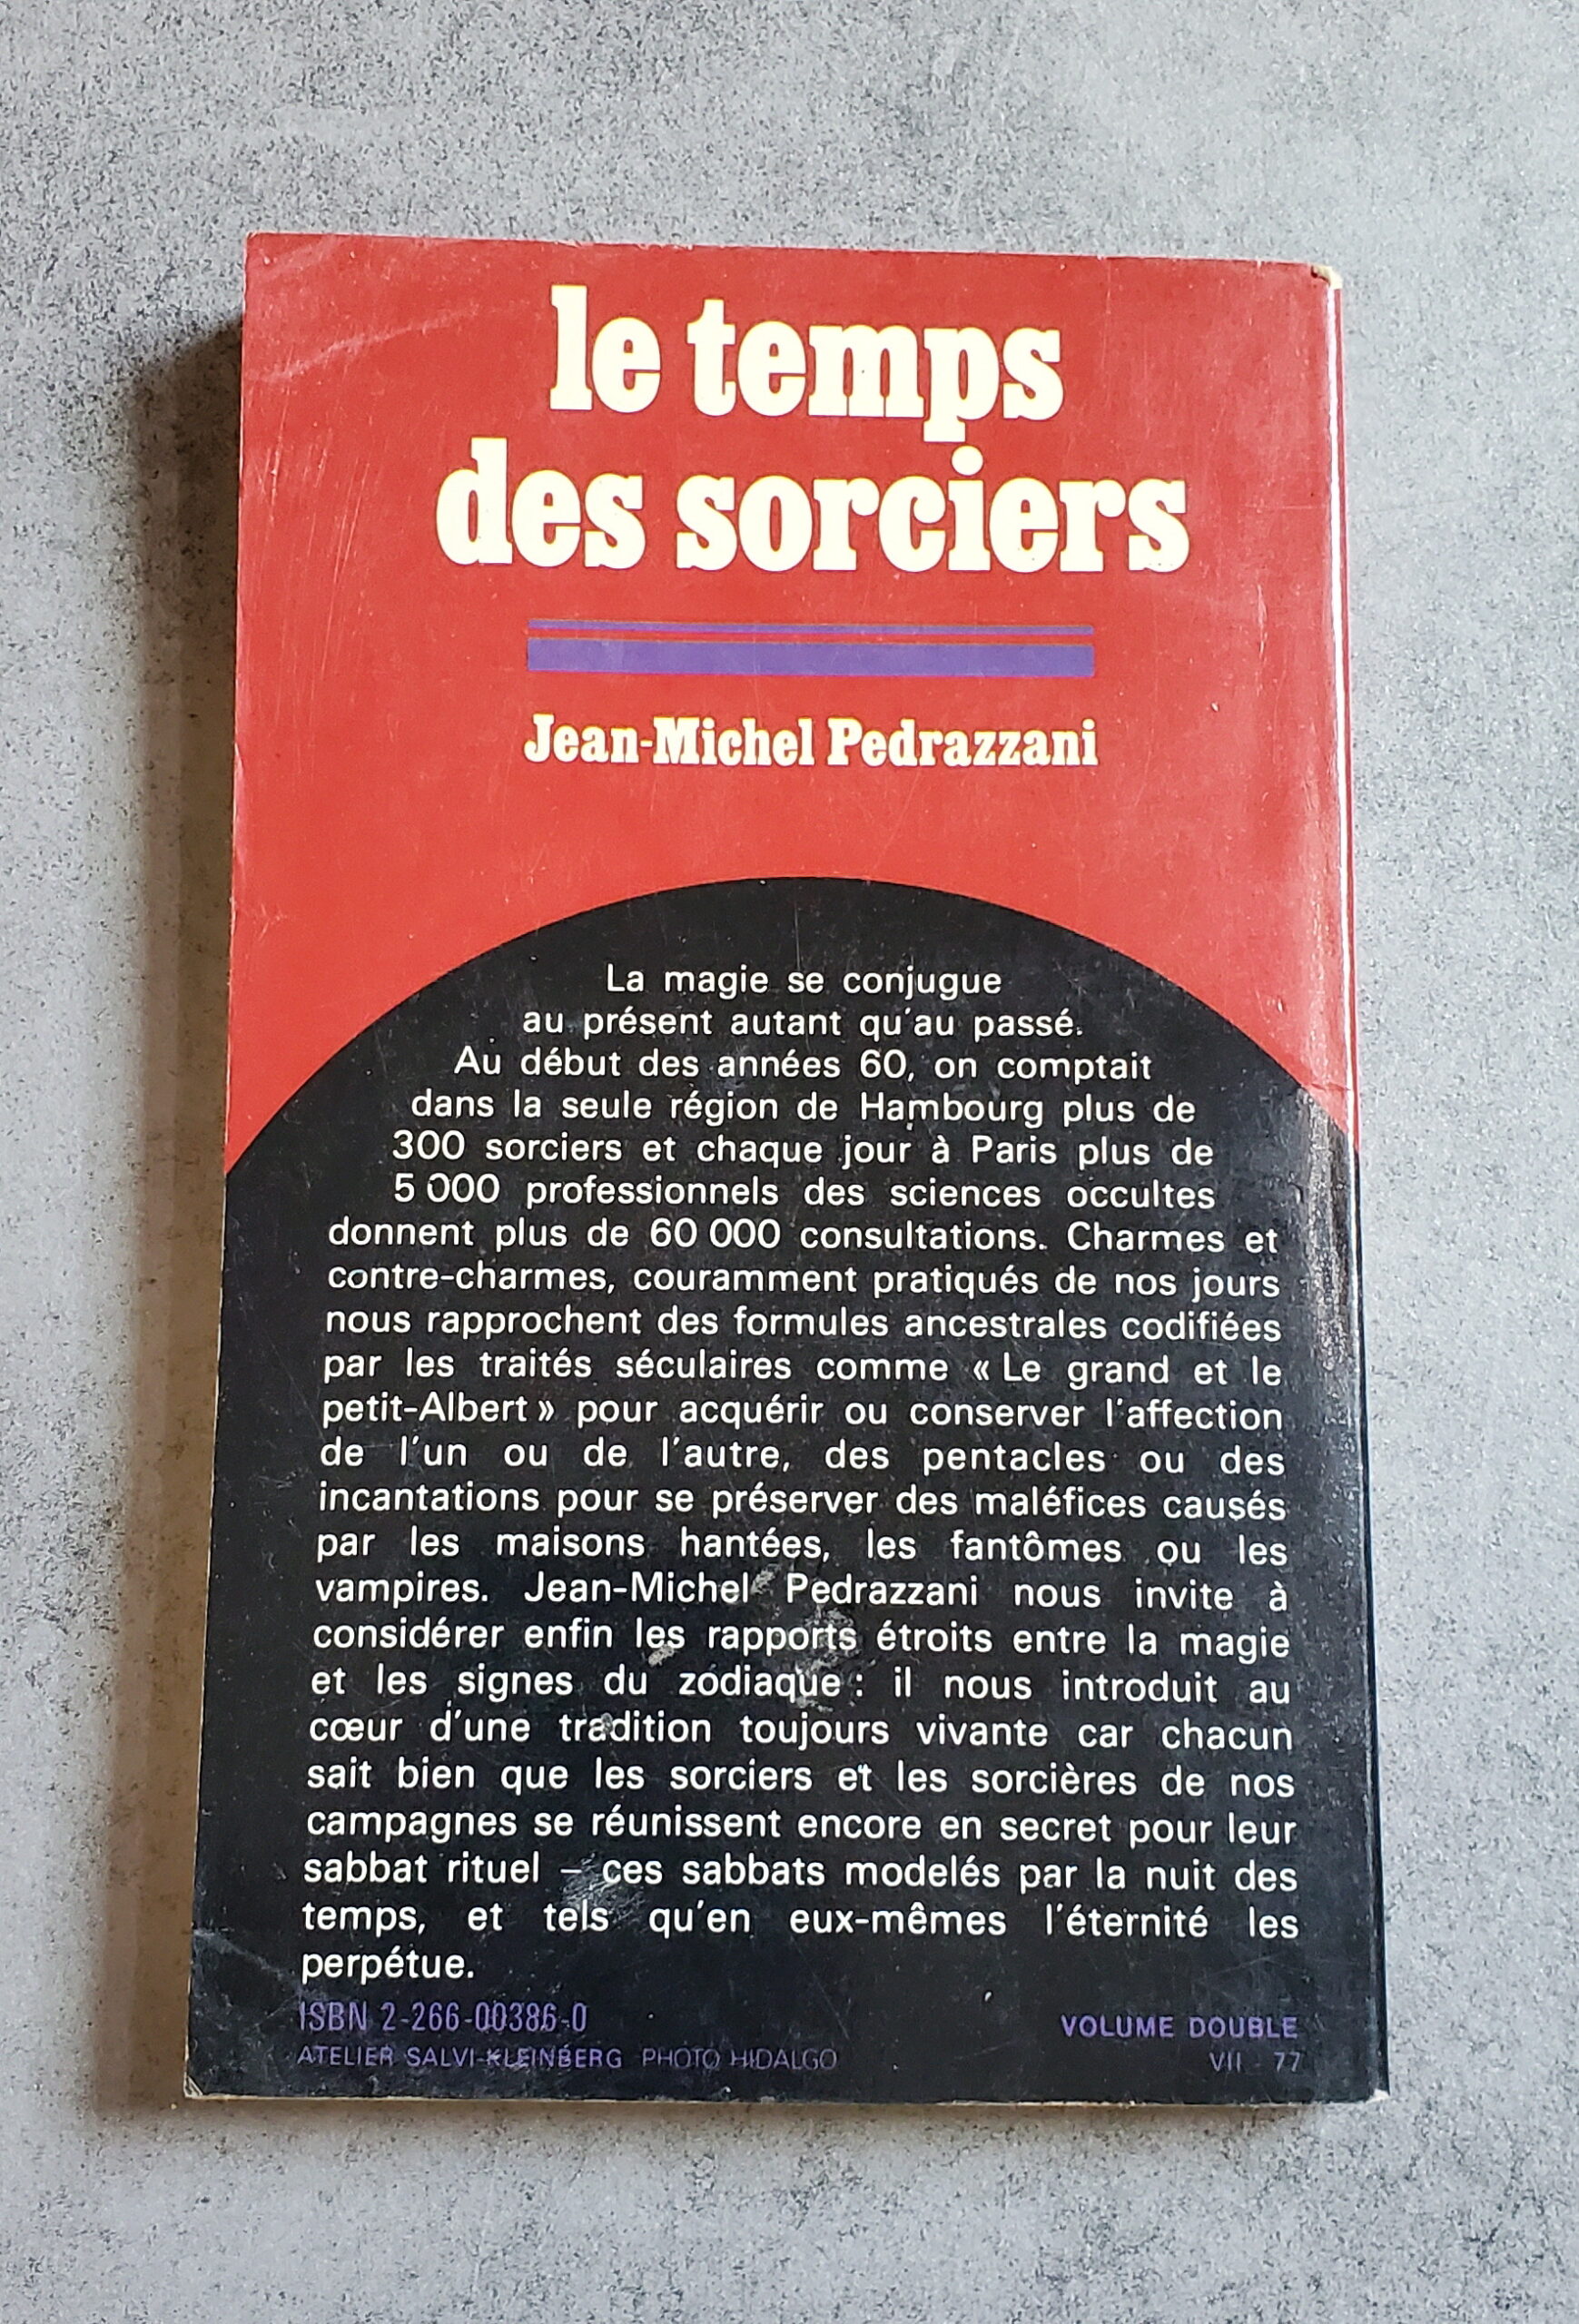 le temps
des sorciers
Jean-Michel Pedrazzani
La magie se conjugue
au présent autant qu'au passé.
Au début des années 60, on comptait
dans la seule région de Hambourg plus de
300 sorciers et chaque jour à Paris plus de
5 000 professionnels des sciences occultes
donnent plus de 60 000 consultations. Charmes et
contre-charmes, couramment pratiqués de nos jours
nous rapprochent des formules ancestrales codifiées
par les traités séculaires comme « Le grand et le
petit-Albert » pour acquérir ou conserver l'affection
de l'un ou de l'autre, des pentacles ou des
incantations pour se préserver des maléfices causés
par les maisons hantées, les fantômes ou les
vampires. Jean-Michel Pedrazzani nous invite à
considérer enfin les rapports étroits entre la magie
et les signes du zodiaque : il nous introduit au
cœur d'une tradition toujours vivante car chacun
sait bien que les sorciers et les sorcières de nos
campagnes se réunissent encore en secret pour leur
sabbat rituel – ces sabbats modelés par la nuit des
temps, et tels qu'en eux-mêmes l'éternité les
perpétue.
ISBN 2-266-00386-0
VOLUME DOUBLE
ATELIER SALVI-KLEINBERG PHOTO HIDALGO
VII - 77